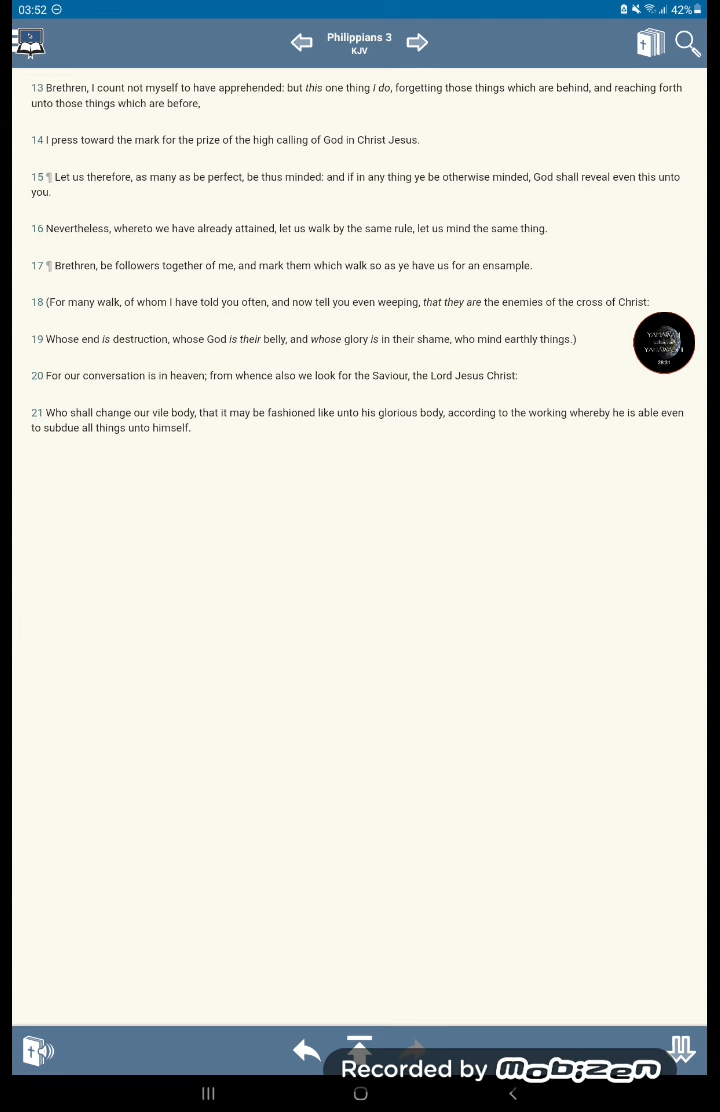 03:52
42%
Philippians 3
KJV
13 Brethren, I count not myself to have apprehended: but this one thing I do, forgetting those things which are behind, and reaching forth
unto those things which are before,
14 I press toward the mark for the prize of the high calling of God in Christ Jesus.
15 ¶ Let us therefore, as many as be perfect, be thus minded: and if in any thing ye be otherwise minded, God shall reveal even this unto
you.
16 Nevertheless, whereto we have already attained, let us walk by the same rule, let us mind the same thing.
17 ¶ Brethren, be followers together of me, and mark them which walk so as ye have us for an ensample.
18 (For many walk, of whom I have told you often, and now tell you even weeping, that they are the enemies of the cross of Christ:
19 Whose end is destruction, whose God is their belly, and whose glory is in their shame, who mind earthly things.)
20 For our conversation is in heaven; from whence also we look for the Saviour, the Lord Jesus Christ:
21 Who shall change our vile body, that it may be fashioned like unto his glorious body, according to the working whereby he is able even
to subdue all things unto himself.
Recorded by Mobizen